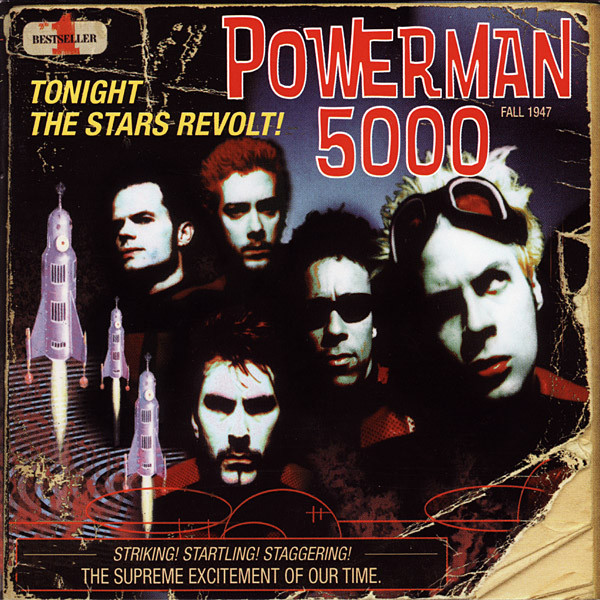 2¢
1
BESTSELLER
POWERMAN
5000
FALL 1947
TONIGHT
THE STARS REVOLT!
STRIKING! STARTLING! STAGGERING!
THE SUPREME EXCITEMENT OF OUR TIME.